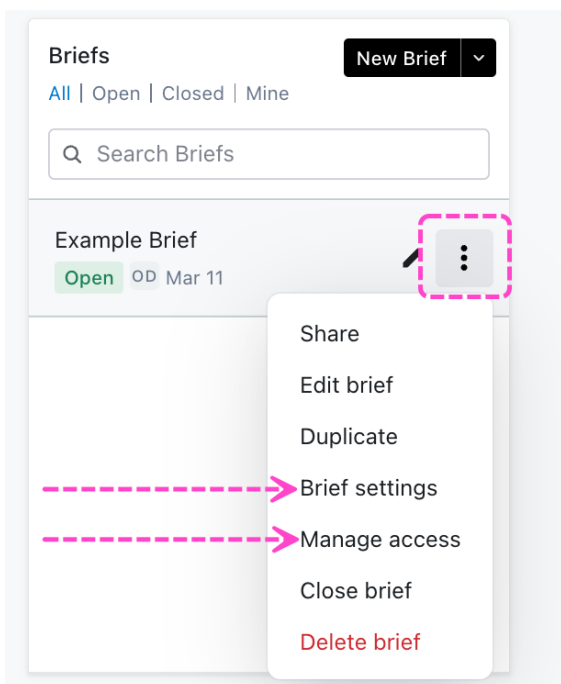 Briefs
New Brief
All | Open | Closed | Mine
Search Briefs
Example Brief
Open OD Mar 11
Share
Edit brief
Duplicate
Brief settings
Manage access
Close brief
Delete brief